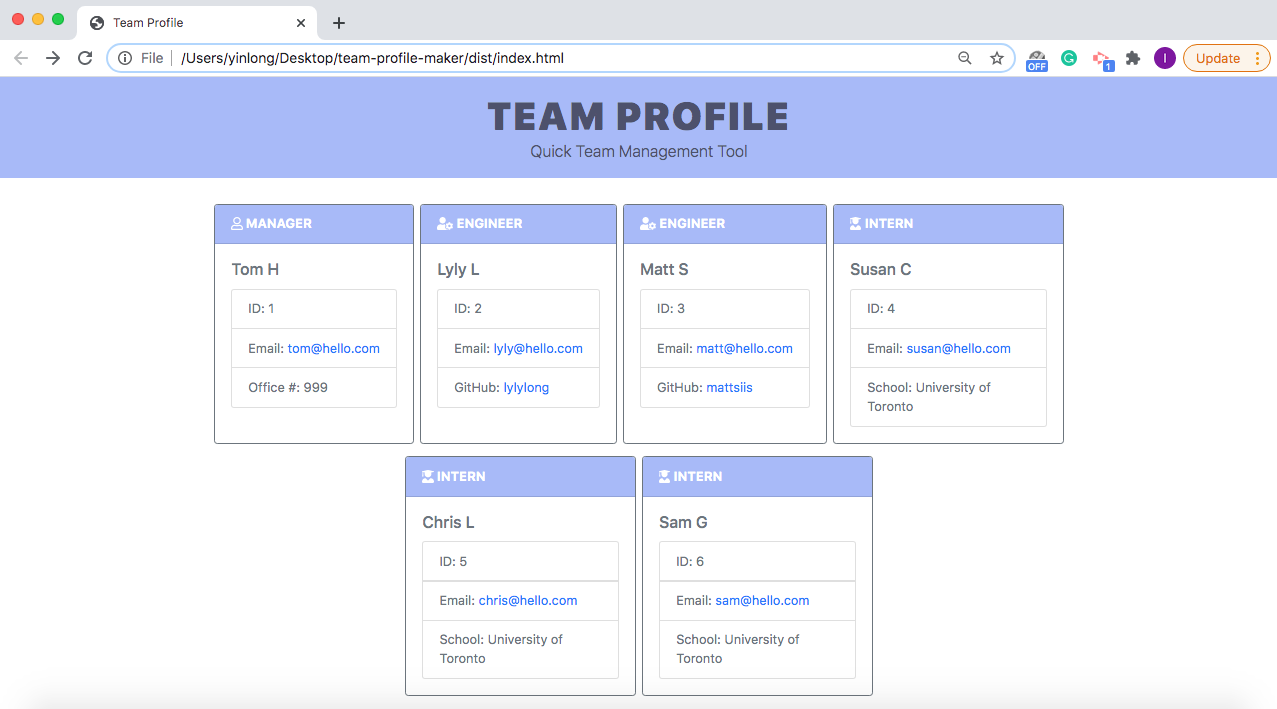 Team Profile
File
/Users/yinlong/Desktop/team-profile-maker/dist/index.html
OFF
G
1
I
Update
TEAM PROFILE
Quick Team Management Tool
MANAGER
Tom H
ID: 1
Email: tom@hello.com
Office #: 999
ENGINEER
Lyly L
ID: 2
Email: lyly@hello.com
GitHub: lylylong
ENGINEER
Matt S
ID: 3
Email: matt@hello.com
GitHub: mattsiis
INTERN
Susan C
ID: 4
Email: susan@hello.com
School: University of
Toronto
INTERN
Chris L
ID: 5
Email: chris@hello.com
School: University of
Toronto
INTERN
Sam G
ID: 6
Email: sam@hello.com
School: University of
Toronto